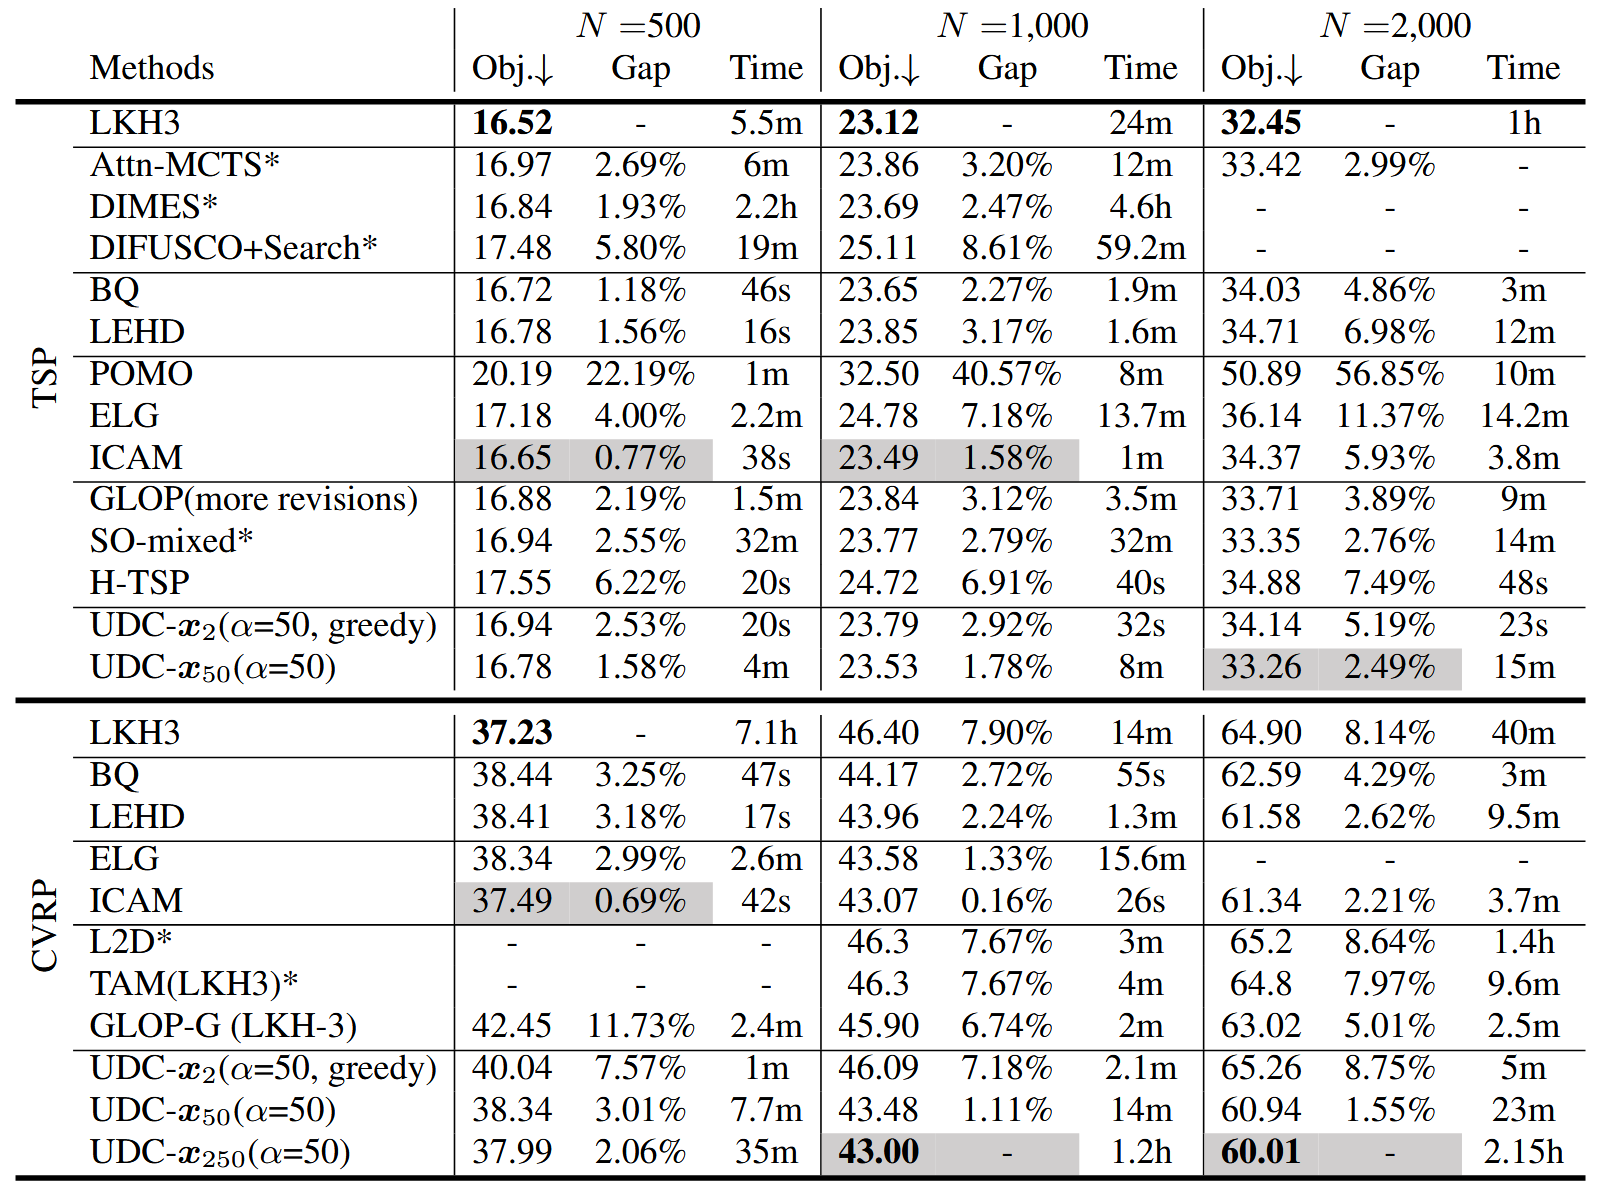 N =500 N =1,000 N =2,000
Methods Obj.↓ Gap Time Obj.↓ Gap Time Obj.↓ Gap Time
TSP
LKH3 16.52 - 5.5m 23.12 - 24m 32.45 - 1h
Attn-MCTS* 16.97 2.69% 6m 23.86 3.20% 12m 33.42 2.99% -
DIMES* 16.84 1.93% 2.2h 23.69 2.47% 4.6h - - -
DIFUSCO+Search* 17.48 5.80% 19m 25.11 8.61% 59.2m - - -
BQ 16.72 1.18% 46s 23.65 2.27% 1.9m 34.03 4.86% 3m
LEHD 16.78 1.56% 16s 23.85 3.17% 1.6m 34.71 6.98% 12m
POMO 20.19 22.19% 1m 32.50 40.57% 8m 50.89 56.85% 10m
ELG 17.18 4.00% 2.2m 24.78 7.18% 13.7m 36.14 11.37% 14.2m
ICAM 16.65 0.77% 38s 23.49 1.58% 1m 34.37 5.93% 3.8m
GLOP(more revisions) 16.88 2.19% 1.5m 23.84 3.12% 3.5m 33.71 3.89% 9m
SO-mixed* 16.94 2.55% 32m 23.77 2.79% 32m 33.35 2.76% 14m
H-TSP 17.55 6.22% 20s 24.72 6.91% 40s 34.88 7.49% 48s
UDC-x₂(α=50, greedy) 16.94 2.53% 20s 23.79 2.92% 32s 34.14 5.19% 23s
UDC-x₅₀(α=50) 16.78 1.58% 4m 23.53 1.78% 8m 33.26 2.49% 15m
CVRP
LKH3 37.23 - 7.1h 46.40 7.90% 14m 64.90 8.14% 40m
BQ 38.44 3.25% 47s 44.17 2.72% 55s 62.59 4.29% 3m
LEHD 38.41 3.18% 17s 43.96 2.24% 1.3m 61.58 2.62% 9.5m
ELG 38.34 2.99% 2.6m 43.58 1.33% 15.6m - - -
ICAM 37.49 0.69% 42s 43.07 0.16% 26s 61.34 2.21% 3.7m
L2D* - - - 46.3 7.67% 3m 65.2 8.64% 1.4h
TAM(LKH3)* - - - 46.3 7.67% 4m 64.8 7.97% 9.6m
GLOP-G (LKH-3) 42.45 11.73% 2.4m 45.90 6.74% 2m 63.02 5.01% 2.5m
UDC-x₂(α=50, greedy) 40.04 7.57% 1m 46.09 7.18% 2.1m 65.26 8.75% 5m
UDC-x₅₀(α=50) 38.34 3.01% 7.7m 43.48 1.11% 14m 60.94 1.55% 23m
UDC-x₂₅₀(α=50) 37.99 2.06% 35m 43.00 - 1.2h 60.01 - 2.15h